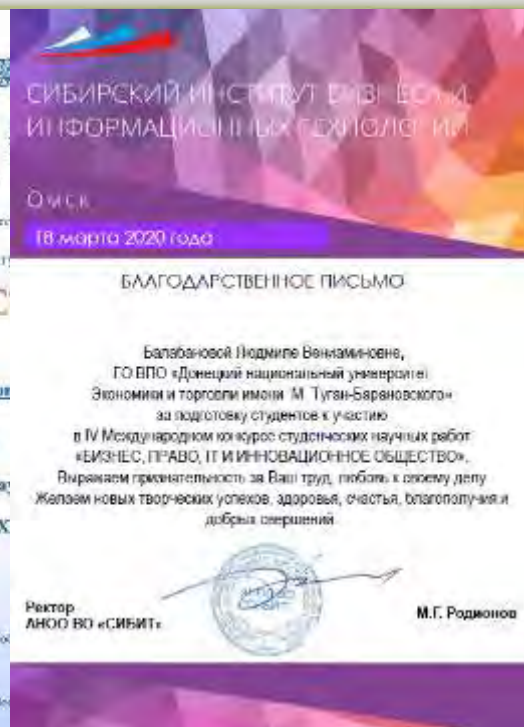 СИБИРСКИЙ ИНСТИТУТ БИЗНЕСА И
ИНФОРМАЦИОННЫХ ТЕХНОЛОГИЙ
Омск
18 марта 2020 года
БЛАГОДАРСТВЕННОЕ ПИСЬМО
Балабановой Людмиле Вениаминовне,
ГО ВПО «Донецкий национальный университет
Экономики и торговли имени М. Туган-Барановского»
за подготовку студентов к участию
в IV Международном конкурсе студенческих научных работ
«БИЗНЕС, ПРАВО, IT И ИННОВАЦИОННОЕ ОБЩЕСТВО».
Выражаем признательность за Ваш труд, любовь к своему делу
Желаем новых творческих успехов, здоровья, счастья, благополучия и
добрых свершений
Ректор
АНОО ВО «СИБИТ»
М.Г. Родионов